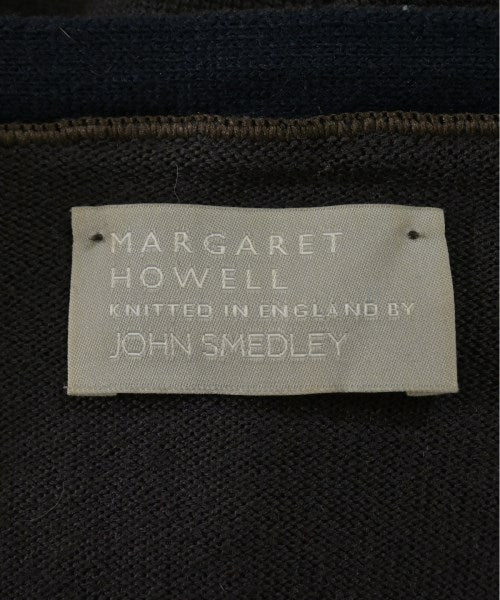 MARGARET
HOWELL
KNITTED IN ENGLAND BY
JOHN SMEDLEY